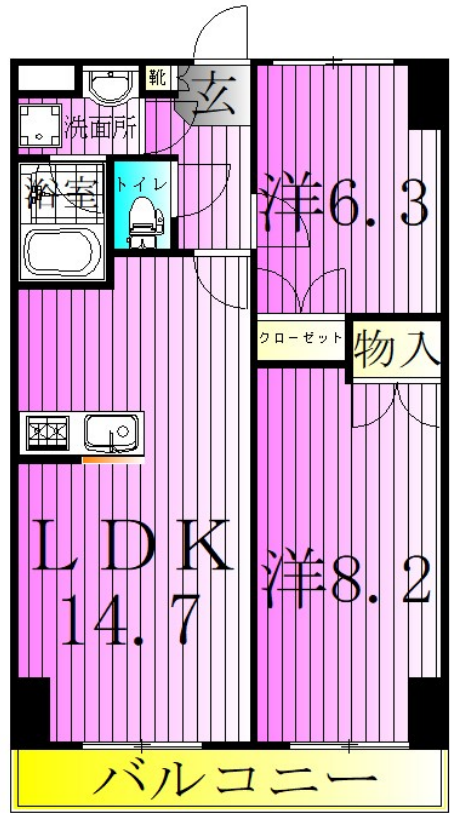 靴
玄
洗面所
浴室
トイレ
洋6.3
クローゼット
物入
LDK
14.7
洋8.2
バルコニー